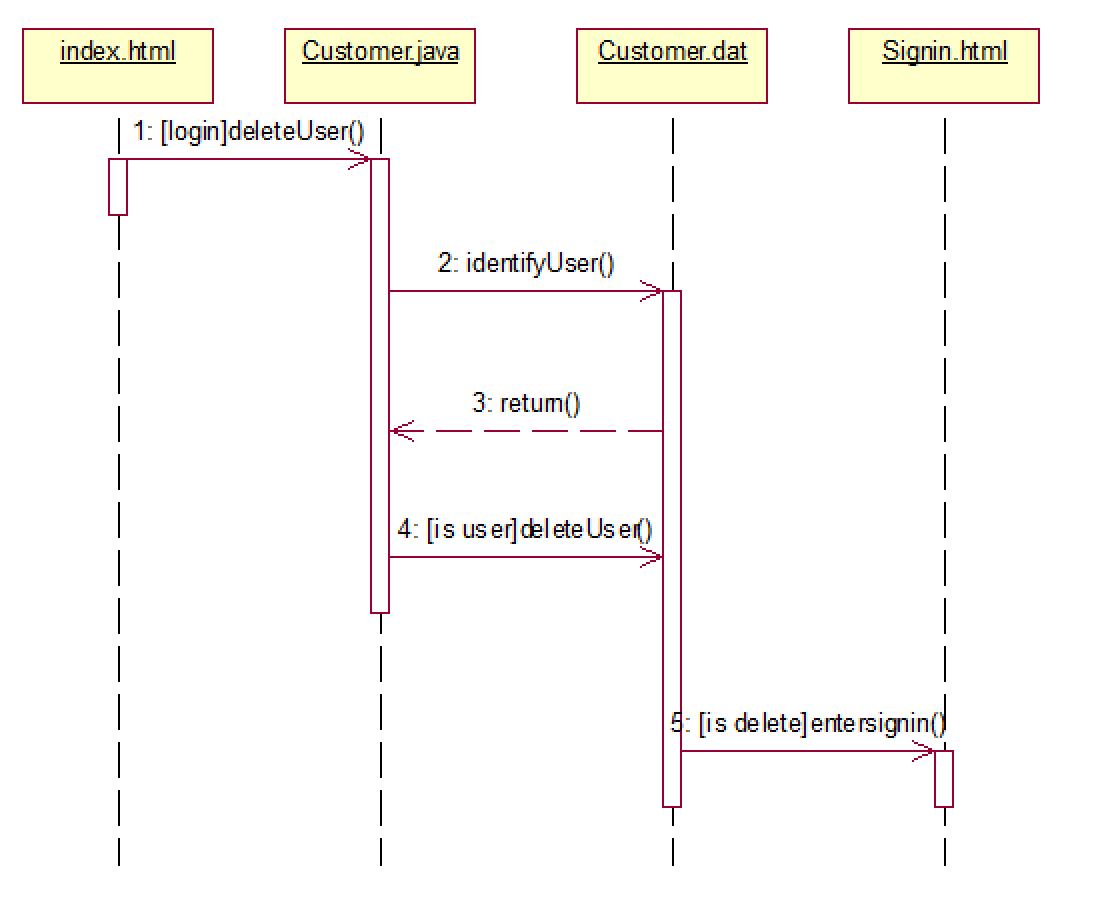 index.html
Customer.java
Customer.dat
Signin.html
1: [login]deleteUser()
2: identifyUser()
3: return()
4: [is user]deleteUser()
5: [is delete]entersignin()